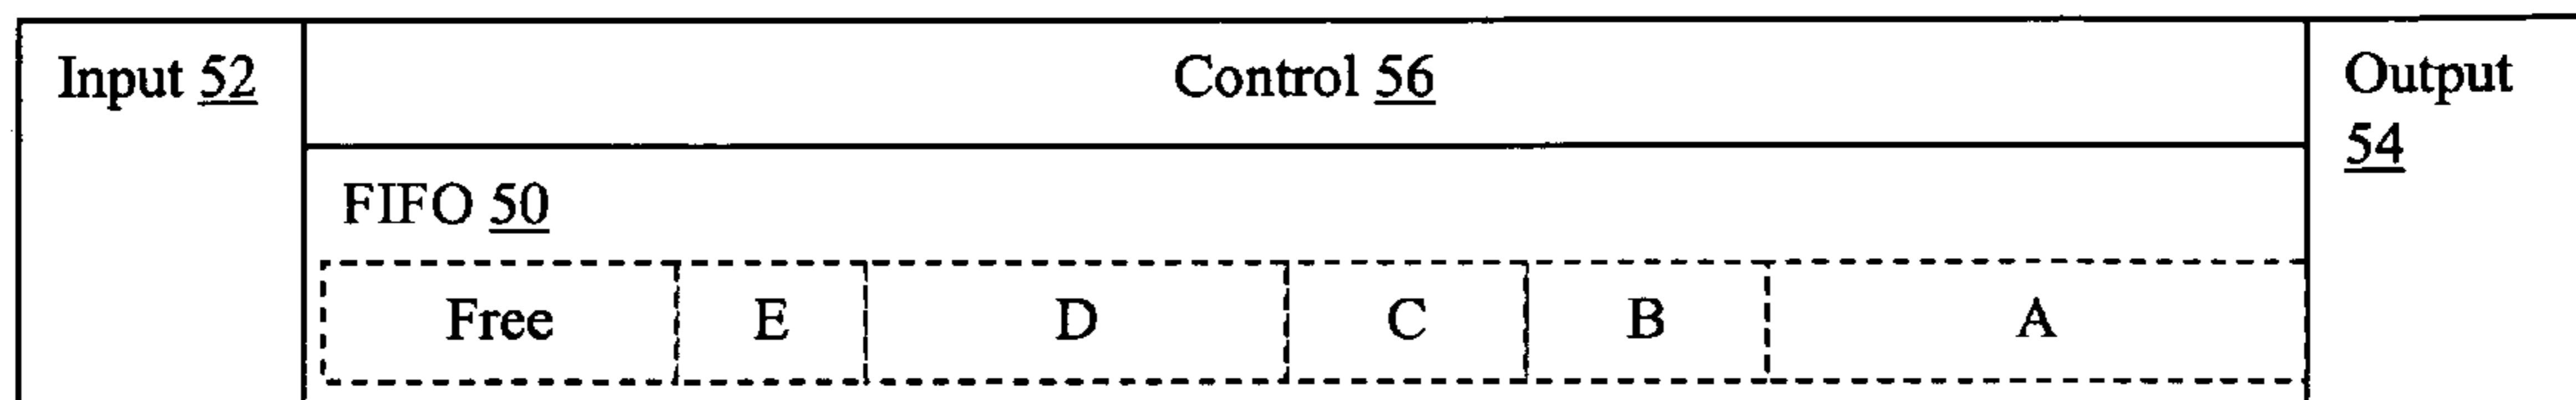 Input 52
Control 56
Output
54
FIFO 50
Free E D C B A